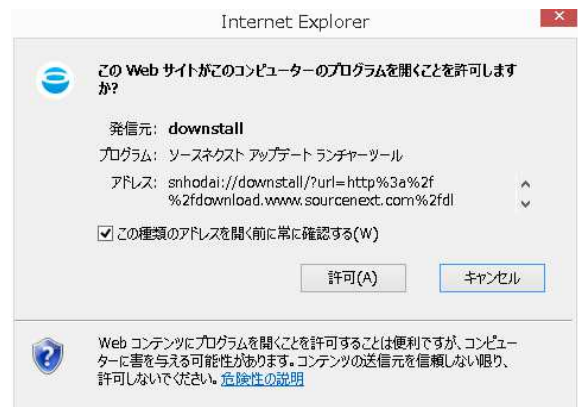 Internet Explorer
この Web サイトがこのコンピューターのプログラムを開くことを許可します
か?
発信元: downstall
プログラム: ソースネクスト アップデート ランチャーツール
アドレス: snhodai://downstall/?url=http%3a%2f
%2fdownload.www.sourcenext.com%2fdl
この種類のアドレスを開く前に常に確認する(W)
許可(A)
キャンセル
Web コンテンツにプログラムを開くことを許可することは便利ですが、コンピュー
ターに害を与える可能性があります。コンテンツの送信元を信頼しない限り、
許可しないでください。危険性の説明